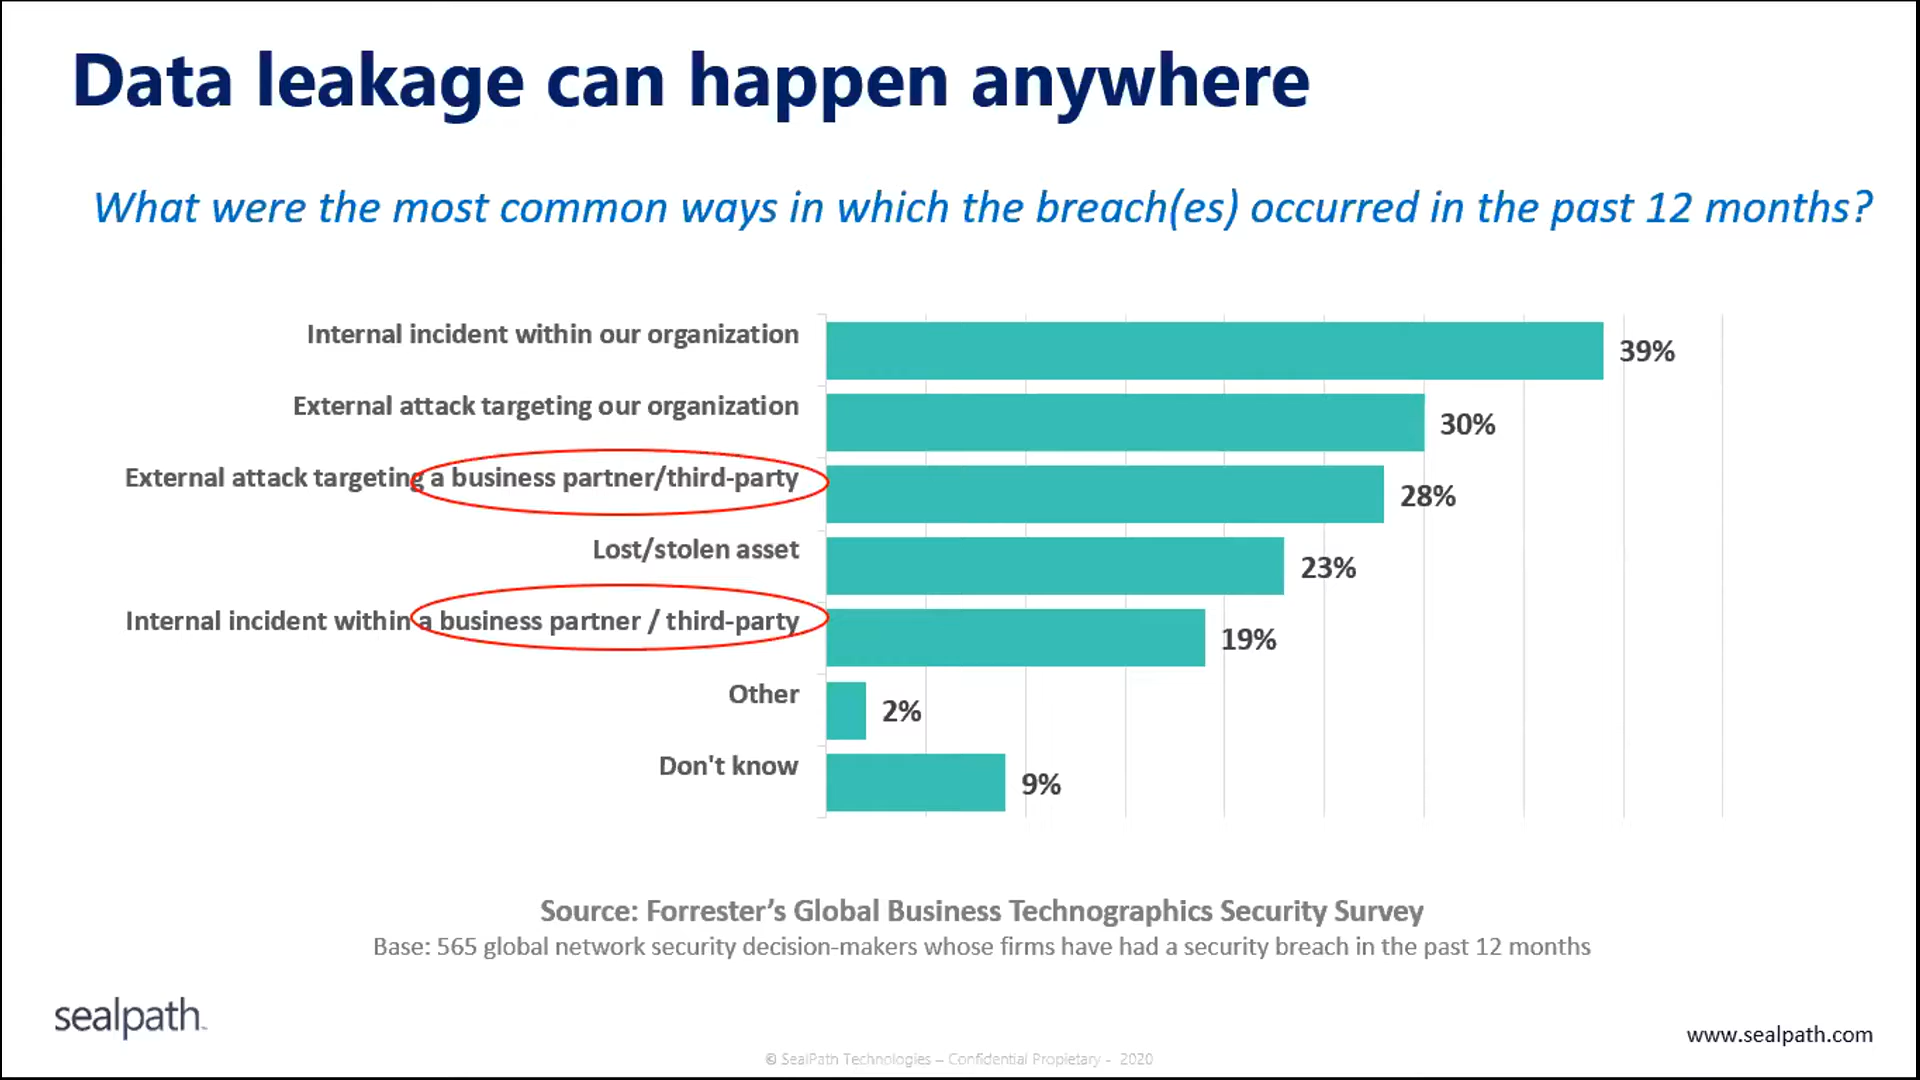 Data leakage can happen anywhere
What were the most common ways in which the breach(es) occurred in the past 12 months?
Internal incident within our organization
39%
External attack targeting our organization
30%
External attack targeting a business partner/third-party
28%
Lost/stolen asset
23%
Internal incident within a business partner / third-party
19%
Other
2%
Don't know
9%
Source: Forrester’s Global Business Technographics Security Survey
Base: 565 global network security decision-makers whose firms have had a security breach in the past 12 months
sealpath
www.sealpath.com
© SealPath Technologies – Confidential Propietary - 2020